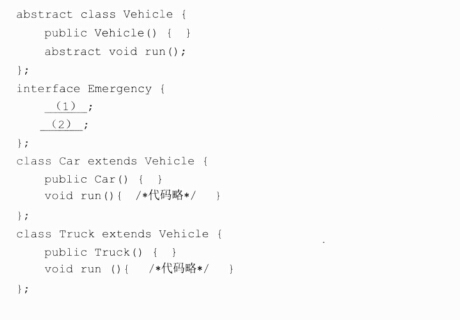 abstract class Vehicle {
public Vehicle() { }
abstract void run();
};
interface Emergency {
（1）;
（2）;
};
class Car extends Vehicle {
public Car() { }
void run(){ /*代码略*/ }
};
class Truck extends Vehicle {
public Truck() { }
void run (){ /*代码略*/ }
};